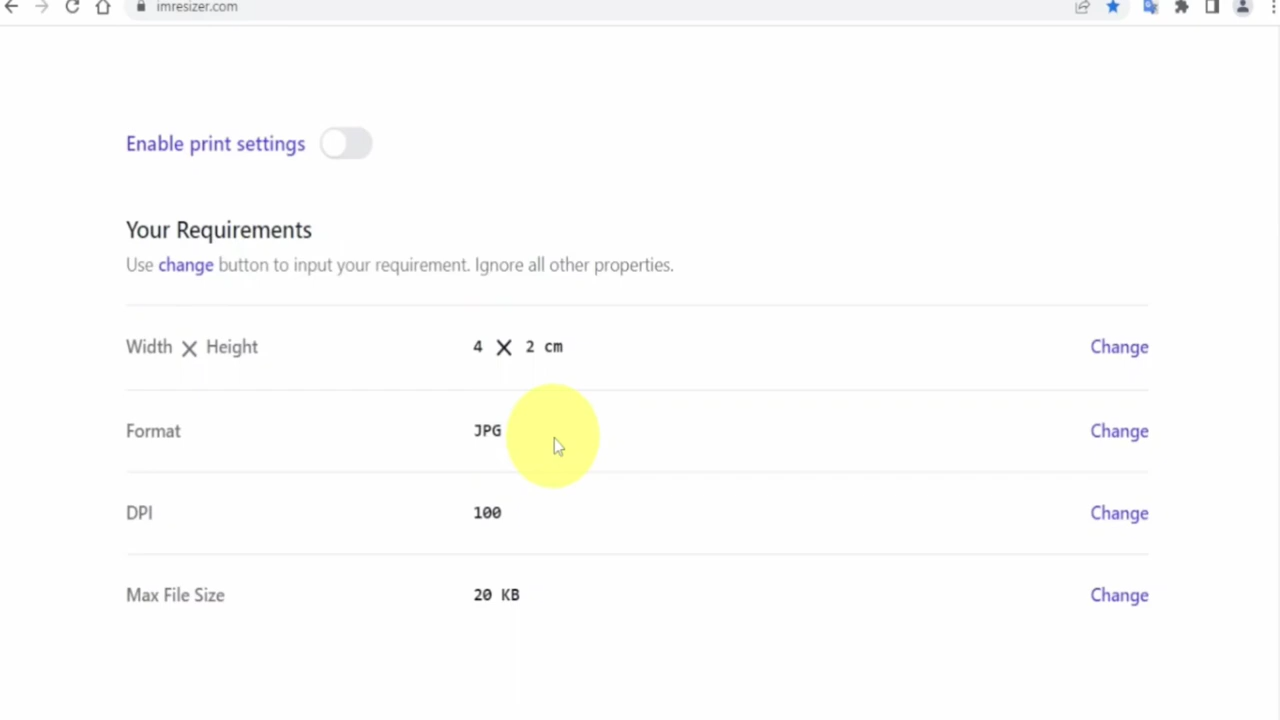 imresizer.com
Enable print settings
Your Requirements
Use change button to input your requirement. Ignore all other properties.
Width X Height 4 X 2 cm Change
Format JPG Change
DPI 100 Change
Max File Size 20 KB Change